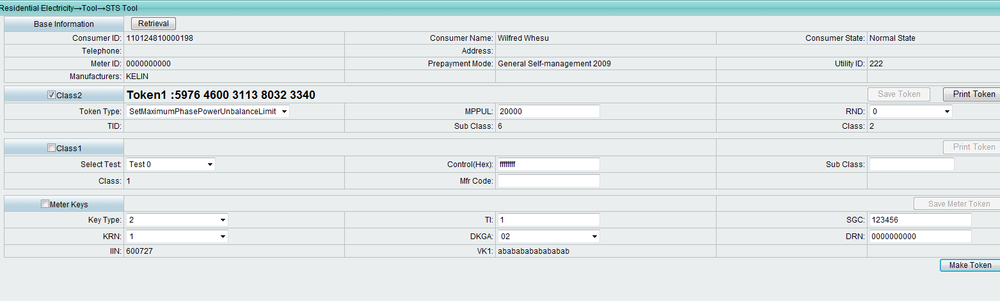 Residential Electricity→Tool→STS Tool
Base Information Retrieval
Consumer ID: 110124810000198 Consumer Name: Wilfred Whesu Consumer State: Normal State
Telephone: Address:
Meter ID: 0000000000 Prepayment Mode: General Self-management 2009 Utility ID: 222
Manufacturers: KELIN
Class2 Token1 :5976 4600 3113 8032 3340 Save Token Print Token
Token Type: SetMaximumPhasePowerUnbalanceLimit MPPUL: 20000 RND: 0
TID: Sub Class: 6 Class: 2
Class1 Print Token
Select Test: Test 0 Control(Hex): ffffffff Sub Class:
Class: 1 Mfr Code:
Meter Keys Save Meter Token
Key Type: 2 TI: 1 SGC: 123456
KRN: 1 DKGA: 02 DRN: 0000000000
IIN: 600727 VK1: abababababababab
Make Token